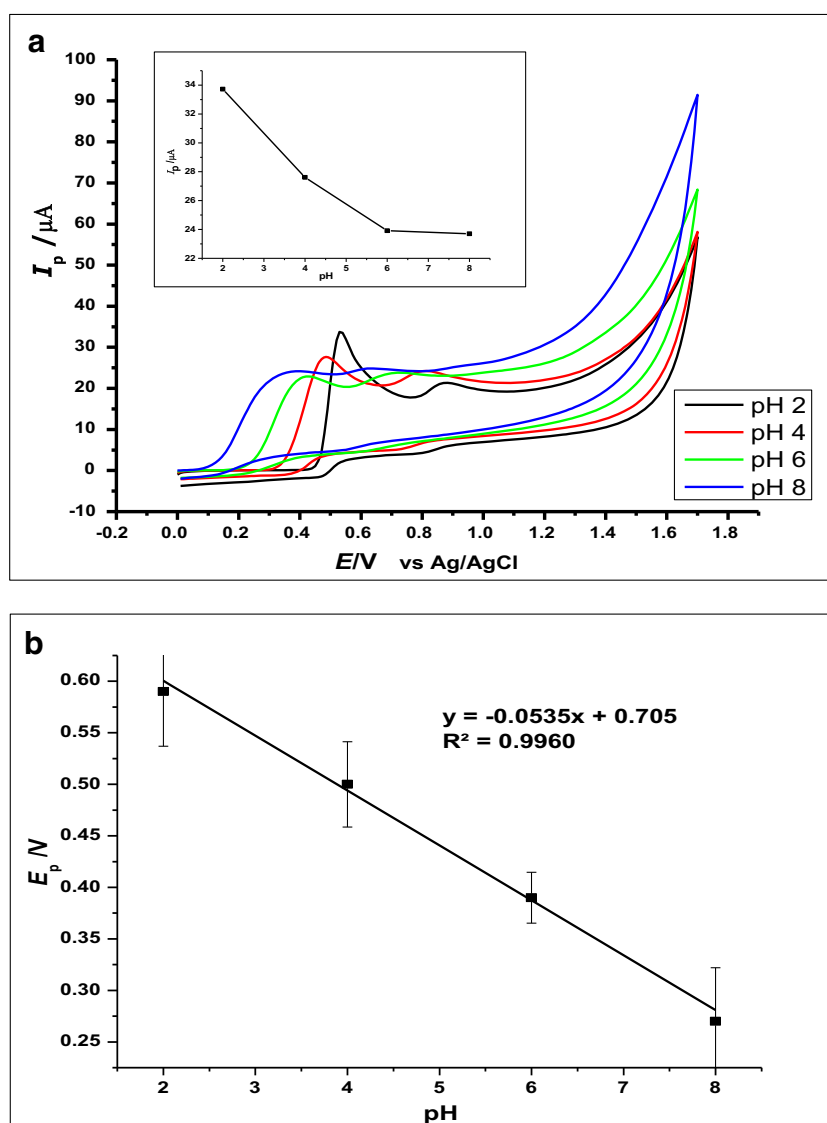 a
100
90
80
70
60
50
40
30
20
10
0
-10
I p /μA
-0.2 0.0 0.2 0.4 0.6 0.8 1.0 1.2 1.4 1.6 1.8
E/V vs Ag/AgCl
34
32
30
28
26
24
22
I p /μA
2 3 4 5 6 7 8
pH
pH 2
pH 4
pH 6
pH 8
b
0.60
0.55
0.50
0.45
0.40
0.35
0.30
0.25
E p /V
y = -0.0535x + 0.705
R² = 0.9960
2 3 4 5 6 7 8
pH